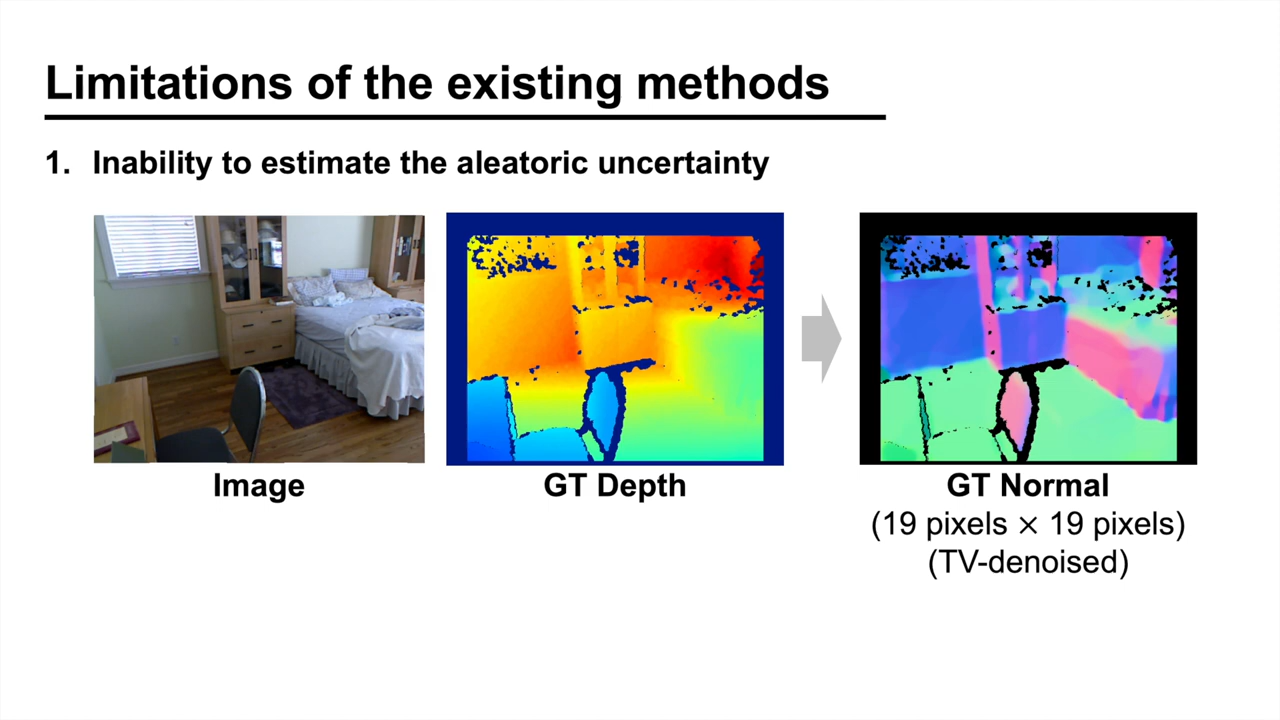 Limitations of the existing methods
1. Inability to estimate the aleatoric uncertainty
Image
GT Depth
GT Normal
(19 pixels × 19 pixels)
(TV-denoised)